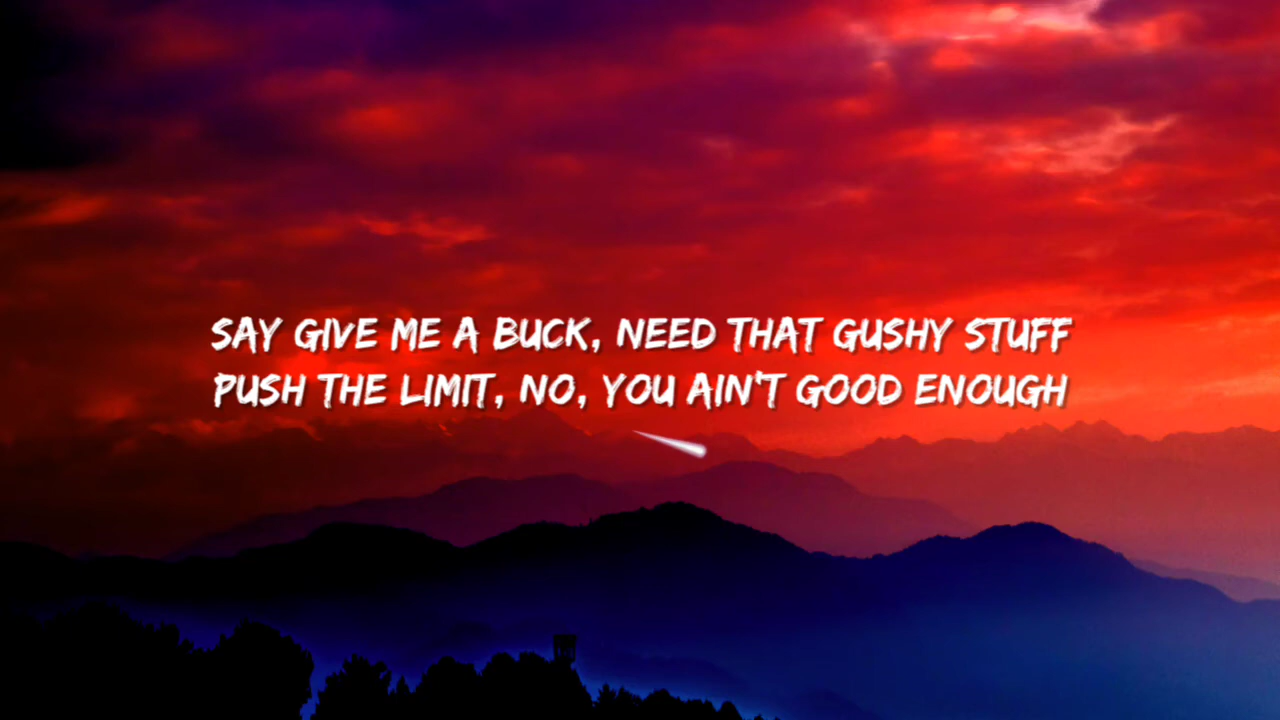 SAY GIVE ME A BUCK, NEED THAT GUSHY STUFF
PUSH THE LIMIT, NO, YOU AIN'T GOOD ENOUGH